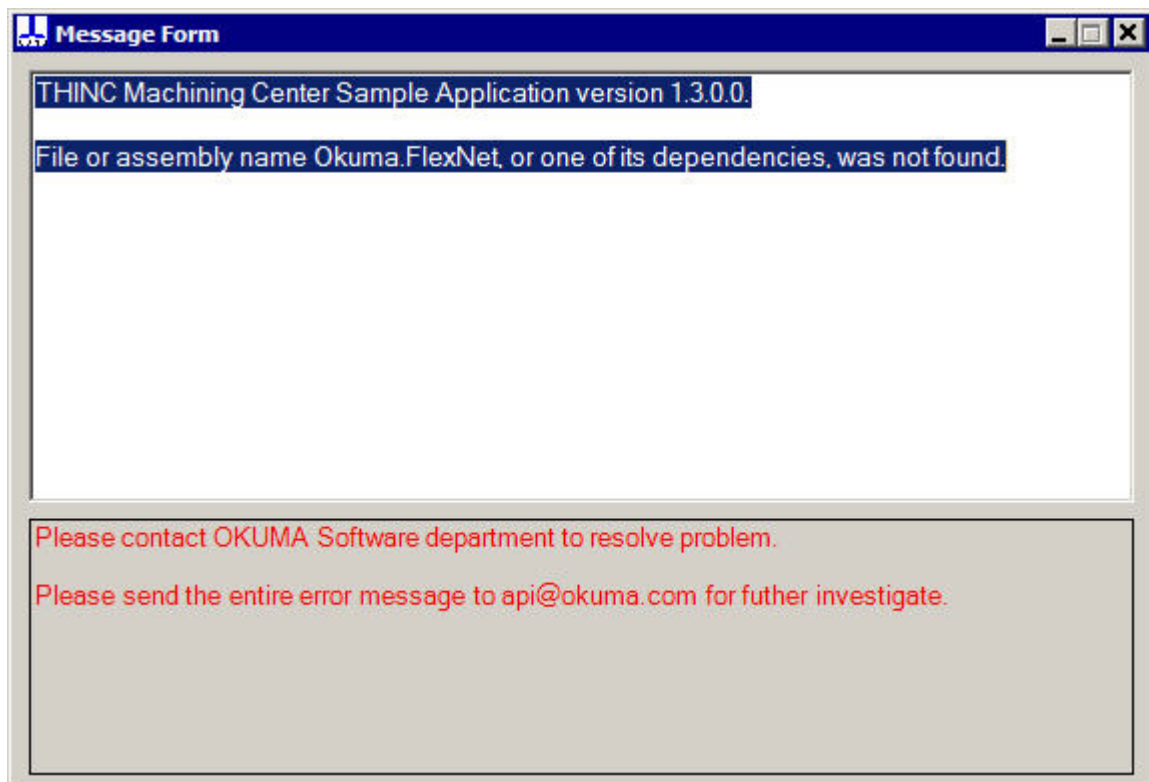 Message Form
THINC Machining Center Sample Application version 1.3.0.0.
File or assembly name Okuma.FlexNet, or one of its dependencies, was not found.
Please contact OKUMA Software department to resolve problem.
Please send the entire error message to api@okuma.com for futher investigate.